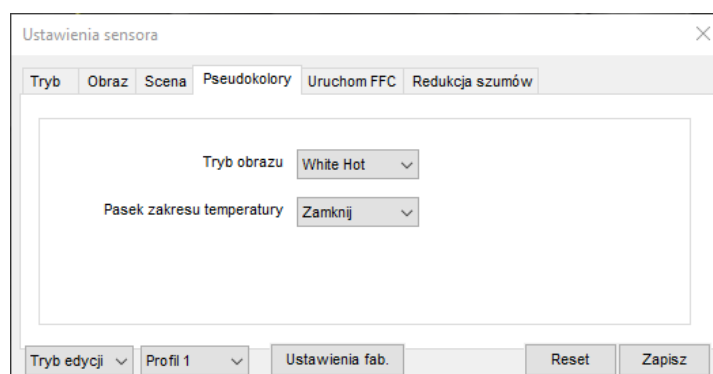 Ustawienia sensora
Tryb Obraz Scena Pseudokolory Uruchom FFC Redukcja szumów
Tryb obrazu White Hot
Pasek zakresu temperatury Zamknij
Tryb edycji Profil 1 Ustawienia fab. Reset Zapisz